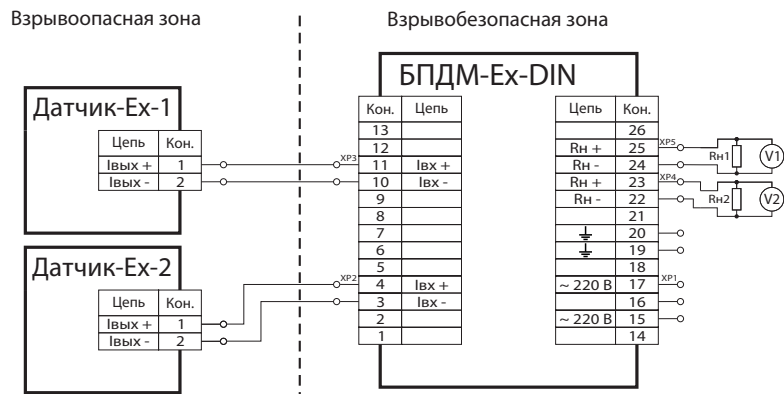 Взрывоопасная зона
Взрывобезопасная зона
Датчик-Ex-1
Цепь Кон.
Iвых + 1
Iвых - 2
Датчик-Ex-2
Цепь Кон.
Iвых + 1
Iвых - 2
БПДМ-Ex-DIN
Кон. Цепь
13
12
XP3
11 Iвх +
10 Iвх -
9
8
7
6
5
XP2
4 Iвх +
3 Iвх -
2
1
Цепь Кон.
26
Rн + 25 XP5
Rн - 24
Rн + 23 XP4
Rн - 22
21
20
19
18
~ 220 В 17 XP1
16
~ 220 В 15
14
Rн1 V1
Rн2 V2